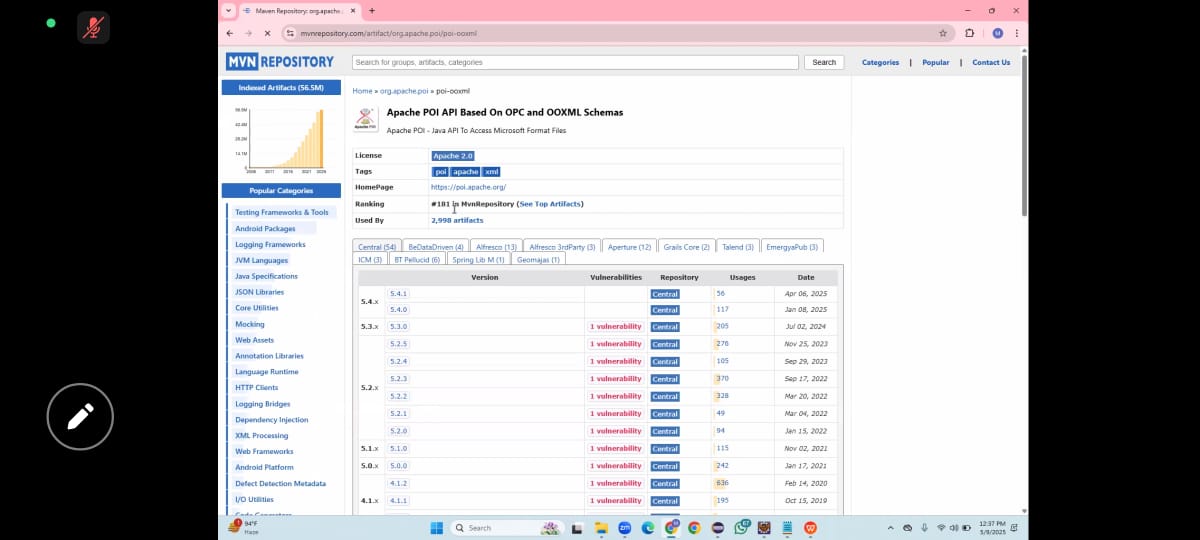 Maven Repository: org.apache...
mvnrepository.com/artifact/org.apache.poi/poi-ooxml
M
MVN REPOSITORY
Search for groups, artifacts, categories
Search
Categories | Popular | Contact Us
Indexed Artifacts (56.5M)
Home » org.apache.poi » poi-ooxml
Apache POI API Based On OPC and OOXML Schemas
Apache POI - Java API To Access Microsoft Format Files
License Apache 2.0
Tags poi apache xml
HomePage https://poi.apache.org/
Ranking #181 in MvnRepository (See Top Artifacts)
Used By 2,998 artifacts
Popular Categories
Testing Frameworks & Tools
Android Packages
Logging Frameworks
JVM Languages
Java Specifications
JSON Libraries
Core Utilities
Mocking
Web Assets
Annotation Libraries
Language Runtime
HTTP Clients
Logging Bridges
Dependency Injection
XML Processing
Web Frameworks
Android Platform
Defect Detection Metadata
I/O Utilities
Central (54) BeDataDriven (4) Alfresco (13) Alfresco 3rdParty (3) Aperture (12) Grails Core (2) Talend (3) EmergyaPub (3)
ICM (3) BT Pellucid (6) Spring Lib M (1) Geomajas (1)
Version Vulnerabilities Repository Usages Date
5.4.x 5.4.1 Central 56 Apr 06, 2025
5.4.0 Central 117 Jan 08, 2025
5.3.x 5.3.0 1 vulnerability Central 205 Jul 02, 2024
5.2.x 5.2.5 1 vulnerability Central 276 Nov 25, 2023
5.2.4 1 vulnerability Central 105 Sep 29, 2023
5.2.3 1 vulnerability Central 370 Sep 17, 2022
5.2.2 1 vulnerability Central 328 Mar 20, 2022
5.2.1 1 vulnerability Central 49 Mar 04, 2022
5.2.0 1 vulnerability Central 94 Jan 15, 2022
5.1.x 5.1.0 1 vulnerability Central 115 Nov 02, 2021
5.0.x 5.0.0 1 vulnerability Central 242 Jan 17, 2021
4.1.x 4.1.2 1 vulnerability Central 636 Feb 14, 2020
4.1.1 1 vulnerability Central 195 Oct 15, 2019
94°F
Haze
Search
zm
12:37 PM
5/9/2025